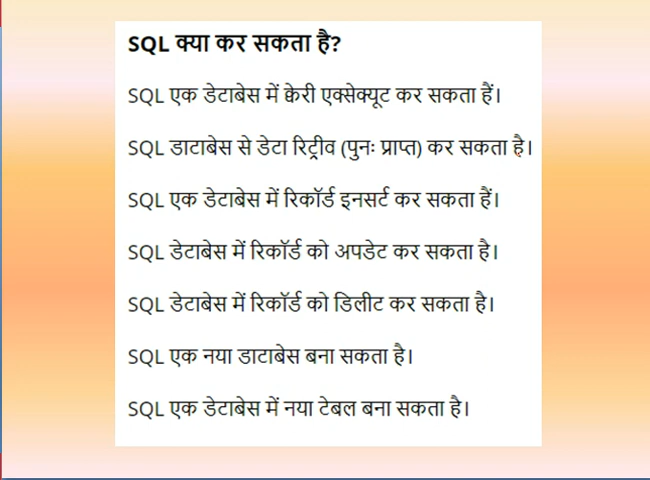 SQL क्या कर सकता है?
SQL एक डेटाबेस में क्वेरी एक्सेक्यूट कर सकता हैं।
SQL डाटाबेस से डेटा रिट्रीव (पुनः प्राप्त) कर सकता है।
SQL एक डेटाबेस में रिकॉर्ड इनसर्ट कर सकता हैं।
SQL डेटाबेस में रिकॉर्ड को अपडेट कर सकता है।
SQL डेटाबेस में रिकॉर्ड को डिलीट कर सकता है।
SQL एक नया डाटाबेस बना सकता है।
SQL एक डेटाबेस में नया टेबल बना सकता है।